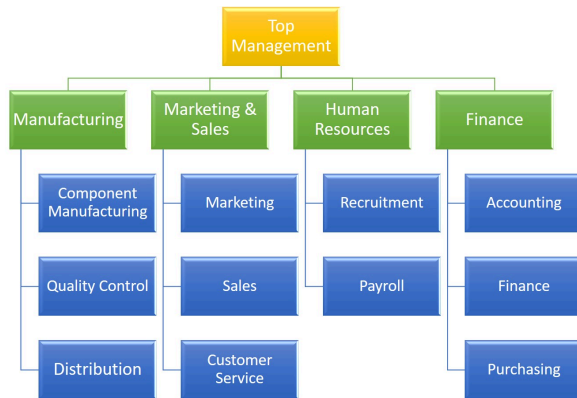 Top
Management
Manufacturing
Marketing &
Sales
Human
Resources
Finance
Component
Manufacturing
Marketing
Recruitment
Accounting
Quality Control
Sales
Payroll
Finance
Distribution
Customer
Service
Purchasing